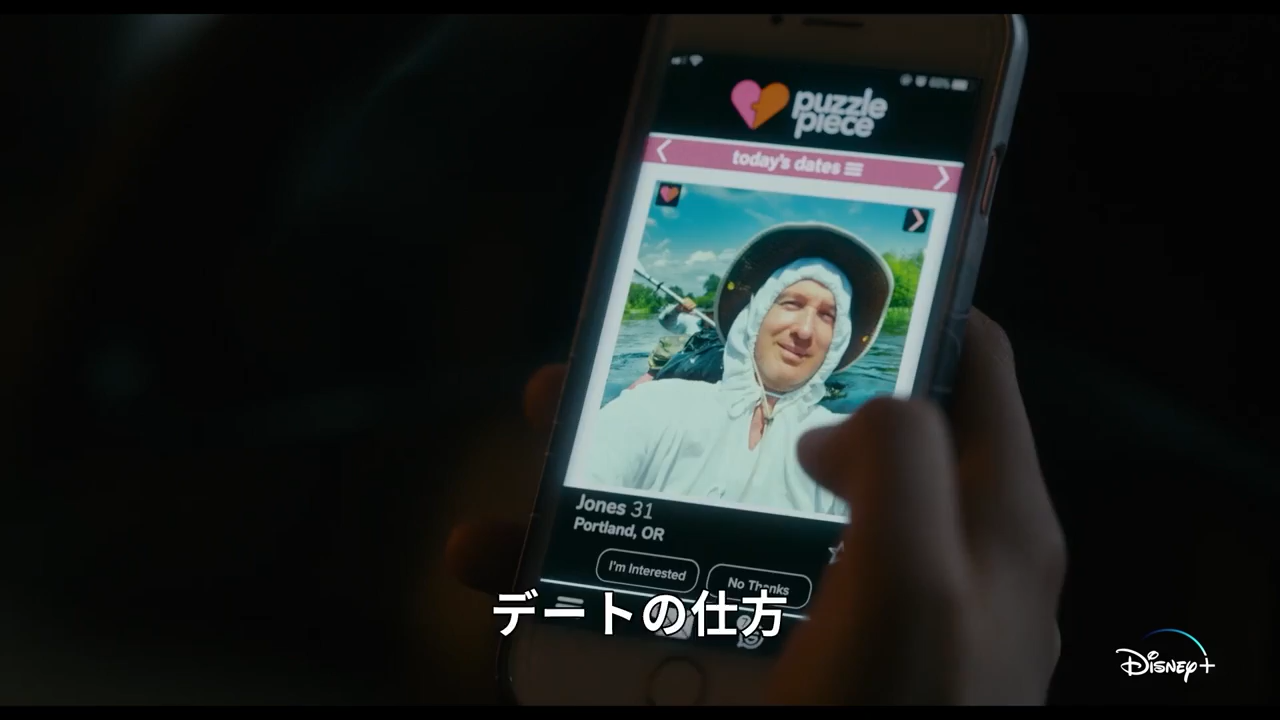 puzzle
piece
today's dates
Jones 31
Portland, OR
I'm Interested
No Thanks
デートの仕方
Disney+